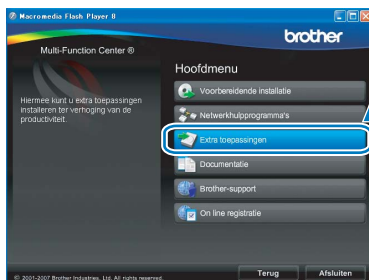 Macromedia Flash Player 8
brother
Multi-Function Center ®
Hoofdmenu
Hiermee kunt u extra toepassingen
installeren ter verhoging van de
productiviteit.
Voorbereidende installatie
Netwerkhulpprogramma's
Extra toepassingen
Documentatie
Brother-support
On line registratie
© 2001-2007 Brother Industries, Ltd. All rights reserved.
Terug
Afsluiten